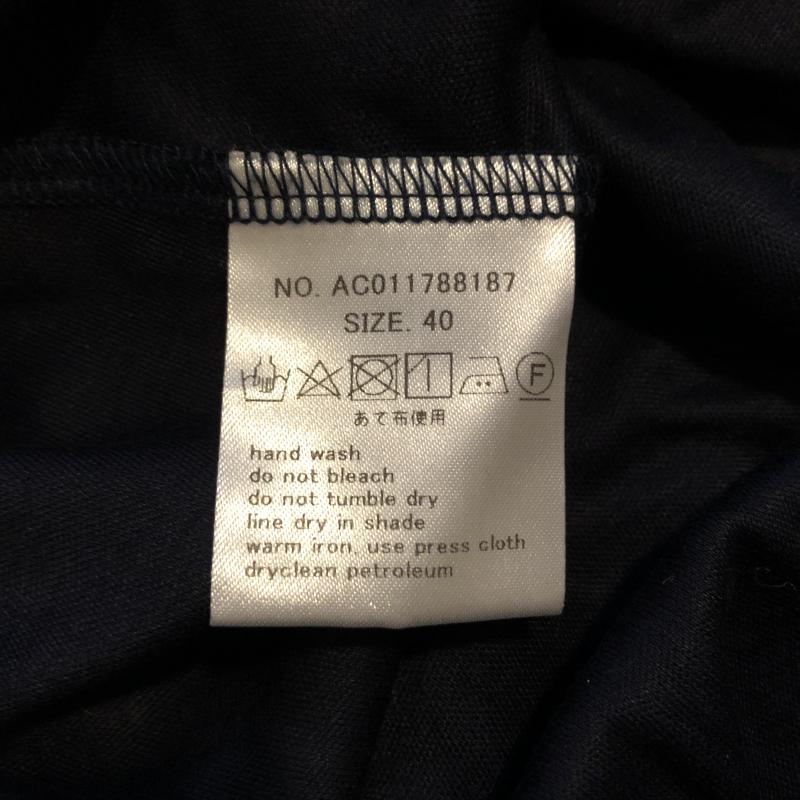 NO. AC011788187
SIZE. 40
F
あて布使用
hand wash
do not bleach
do not tumble dry
line dry in shade
warm iron. use press cloth
dryclean petroleum